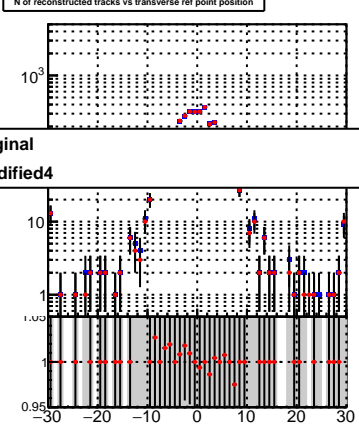 N of reconstructed tracks vs transverse ref point position
10³
ginal
dified4
10
1
1.05
1
0.95
−30 −20 −10 0 10 20 30